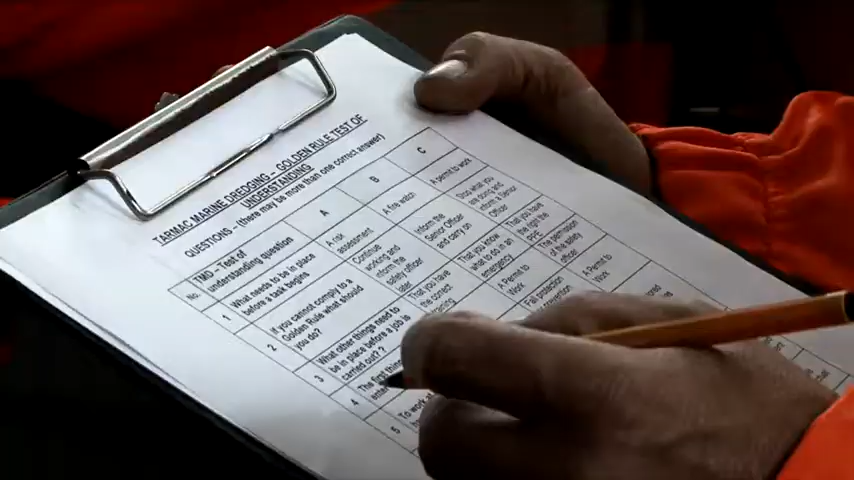 TARMAC MARINE DREDGING – GOLDEN RULE TEST OF
UNDERSTANDING
QUESTIONS – (there may be more than one correct answer)
No.
TMD – Test of
understanding question
A
B
C
1
What needs to be in place
before a task begins
A risk
assessment
A fire watch
A permit to
work
2
If you cannot comply to a
Golden Rule what should
you do?
Continue
working and
inform the
safety officer
later
Inform the
Senior Officer
and carry on
Stop what you
are doing and
inform a Senior
Officer
3
What other things need to
be in place before a job is
carried out?
That you have
the correct
training
That you know
what to do in an
emergency
That you have
the right
PPE
4
The first thing
A Permit to
Work
The permission
of the safety
officer
5
To work at
Fall protection
A Permit to
Work